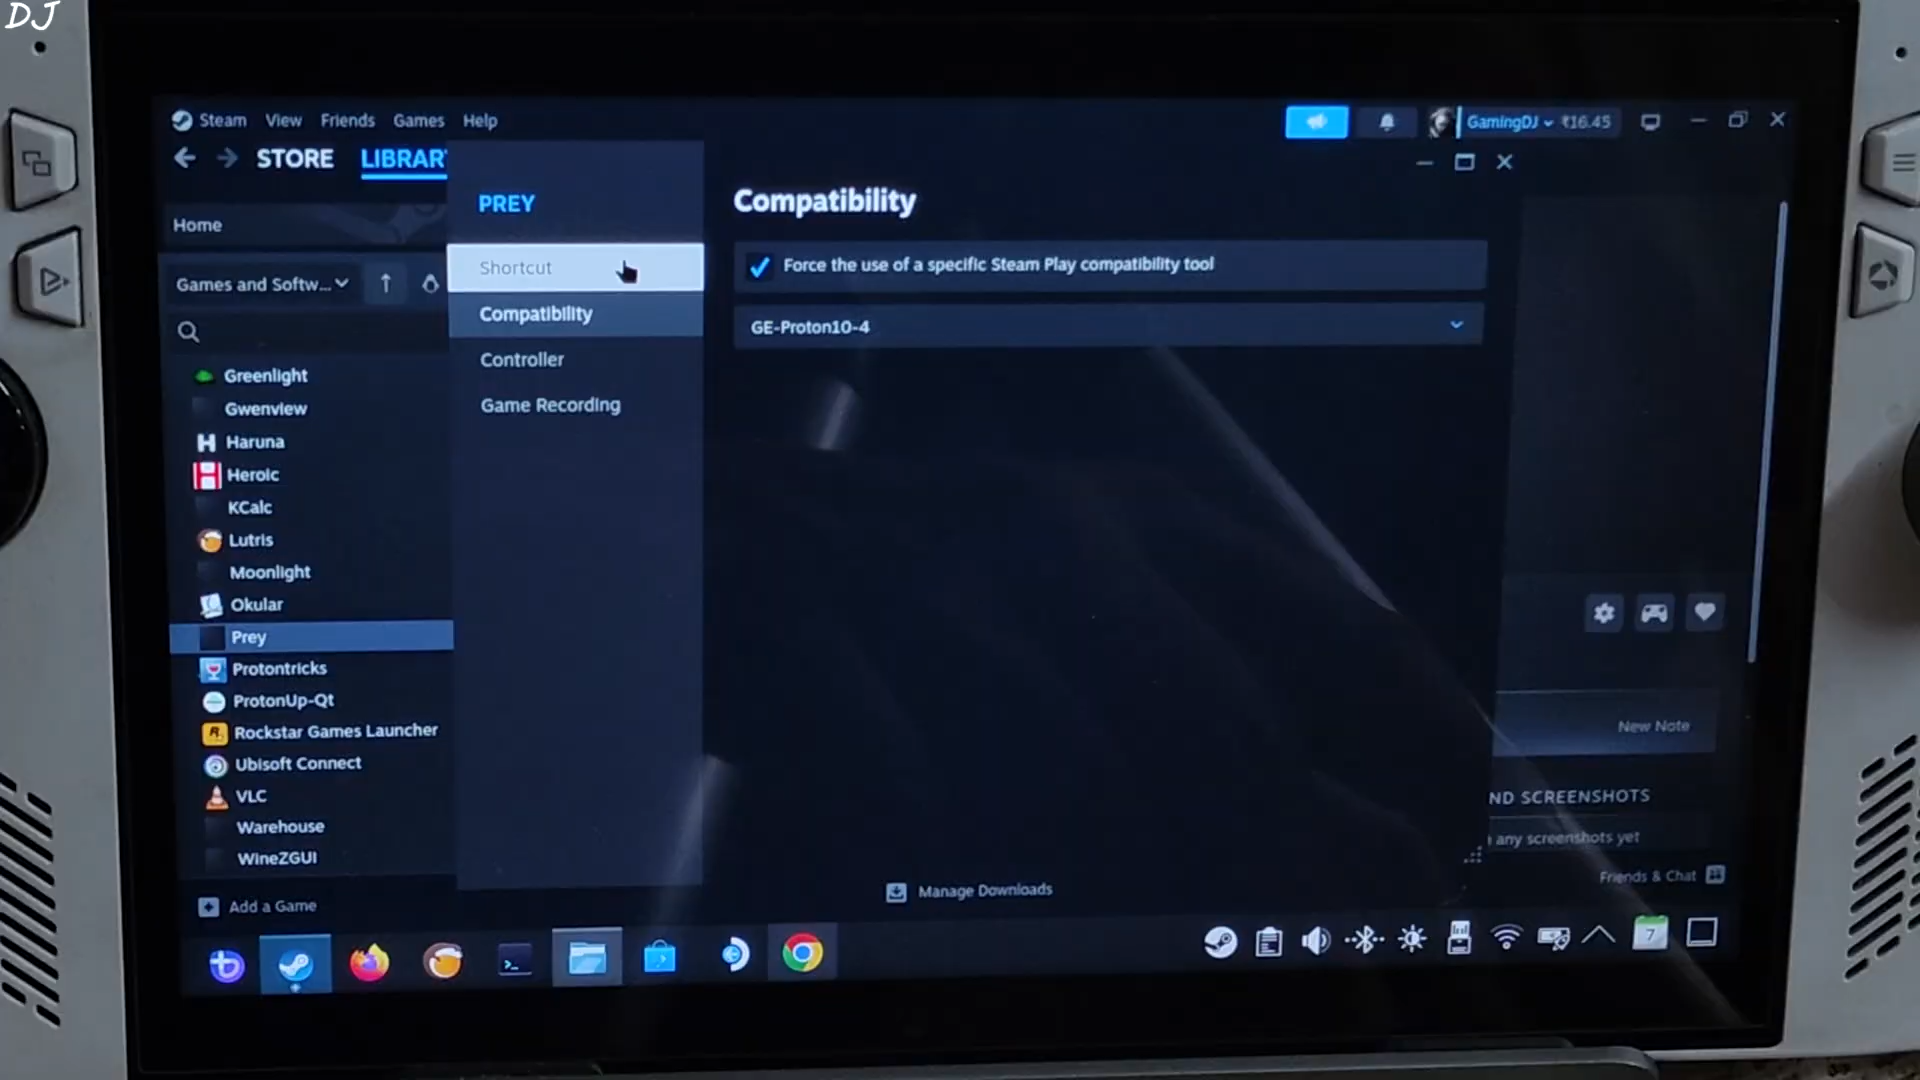 DJ
Steam View Friends Games Help
GamingDJ ₹16.45
STORE LIBRAR
PREY
Compatibility
Home
Shortcut
Force the use of a specific Steam Play compatibility tool
Games and Softw...
Compatibility
GE-Proton10-4
Controller
Greenlight
Game Recording
Gwenview
Haruna
Heroic
KCalc
Lutris
Moonlight
Okular
Prey
Protontricks
ProtonUp-Qt
Rockstar Games Launcher
New Note
Ubisoft Connect
VLC
ND SCREENSHOTS
Warehouse
any screenshots yet
WineZGUI
Friends & Chat
Manage Downloads
Add a Game
7